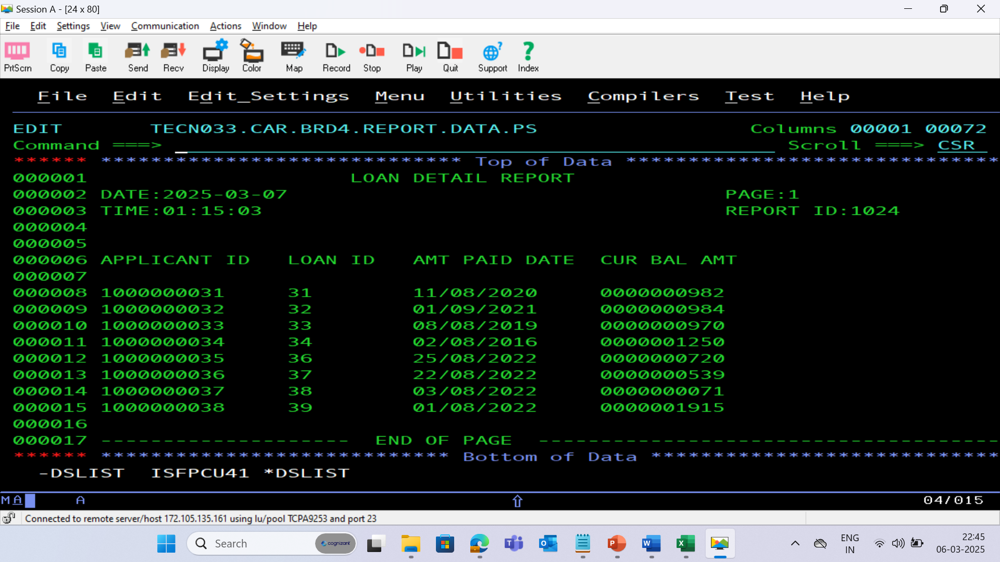 Session A - [24 x 80]
File Edit Settings View Communication Actions Window Help
PrtScrn Copy Paste Send Recv Display Color Map Record Stop Play Quit Support Index
File Edit Edit_Settings Menu Utilities Compilers Test Help
EDIT TECN033.CAR.BRD4.REPORT.DATA.PS Columns 00001 00072
Command ===> Scroll ===> CSR
****** ***************************** Top of Data ******************************
000001 LOAN DETAIL REPORT
000002 DATE:2025-03-07 PAGE:1
000003 TIME:01:15:03 REPORT ID:1024
000004
000005
000006 APPLICANT ID LOAN ID AMT PAID DATE CUR BAL AMT
000007
000008 1000000031 31 11/08/2020 0000000982
000009 1000000032 32 01/09/2021 0000000984
000010 1000000033 33 08/08/2019 0000000970
000011 1000000034 34 02/08/2016 0000001250
000012 1000000035 36 25/08/2022 0000000720
000013 1000000036 37 22/08/2022 0000000539
000014 1000000037 38 03/08/2022 0000000071
000015 1000000038 39 01/08/2022 0000001915
000016
000017 -------------------- END OF PAGE -------------------------------------
****** **************************** Bottom of Data ****************************
-DSLIST ISFPCU41 *DSLIST
MA A 04/015
Connected to remote server/host 172.105.135.161 using lu/pool TCPA9253 and port 23
Search cognizant ENG 22:45
IN 06-03-2025